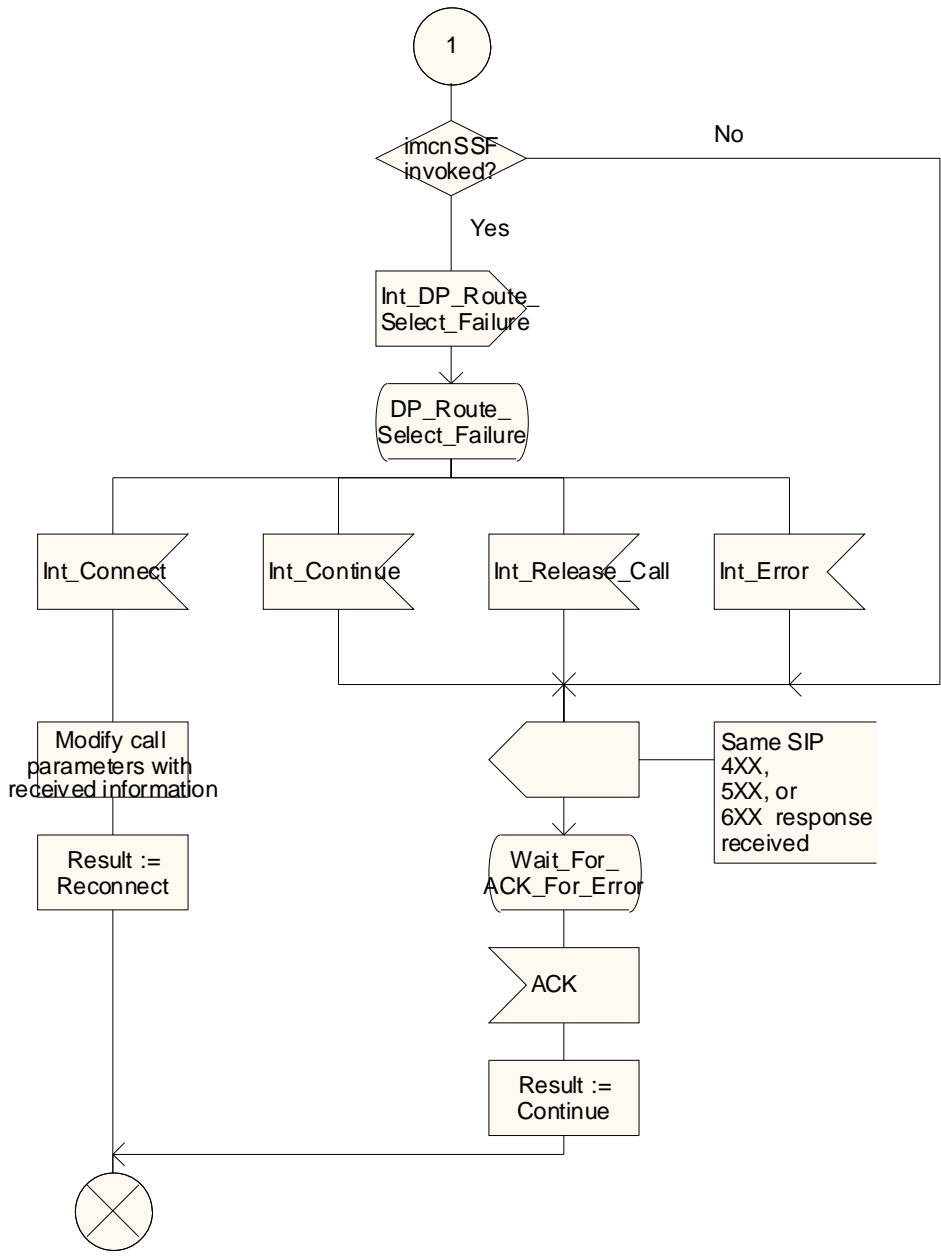 1
imcnSSF
invoked?
No
Yes
Int_DP_Route_
Select_Failure
DP_Route_
Select_Failure
Int_Connect
Int_Continue
Int_Release_Call
Int_Error
Modify call
parameters with
received information
Same SIP
4XX,
5XX, or
6XX  response
received
Result :=
Reconnect
Wait_For_
ACK_For_Error
ACK
Result :=
Continue